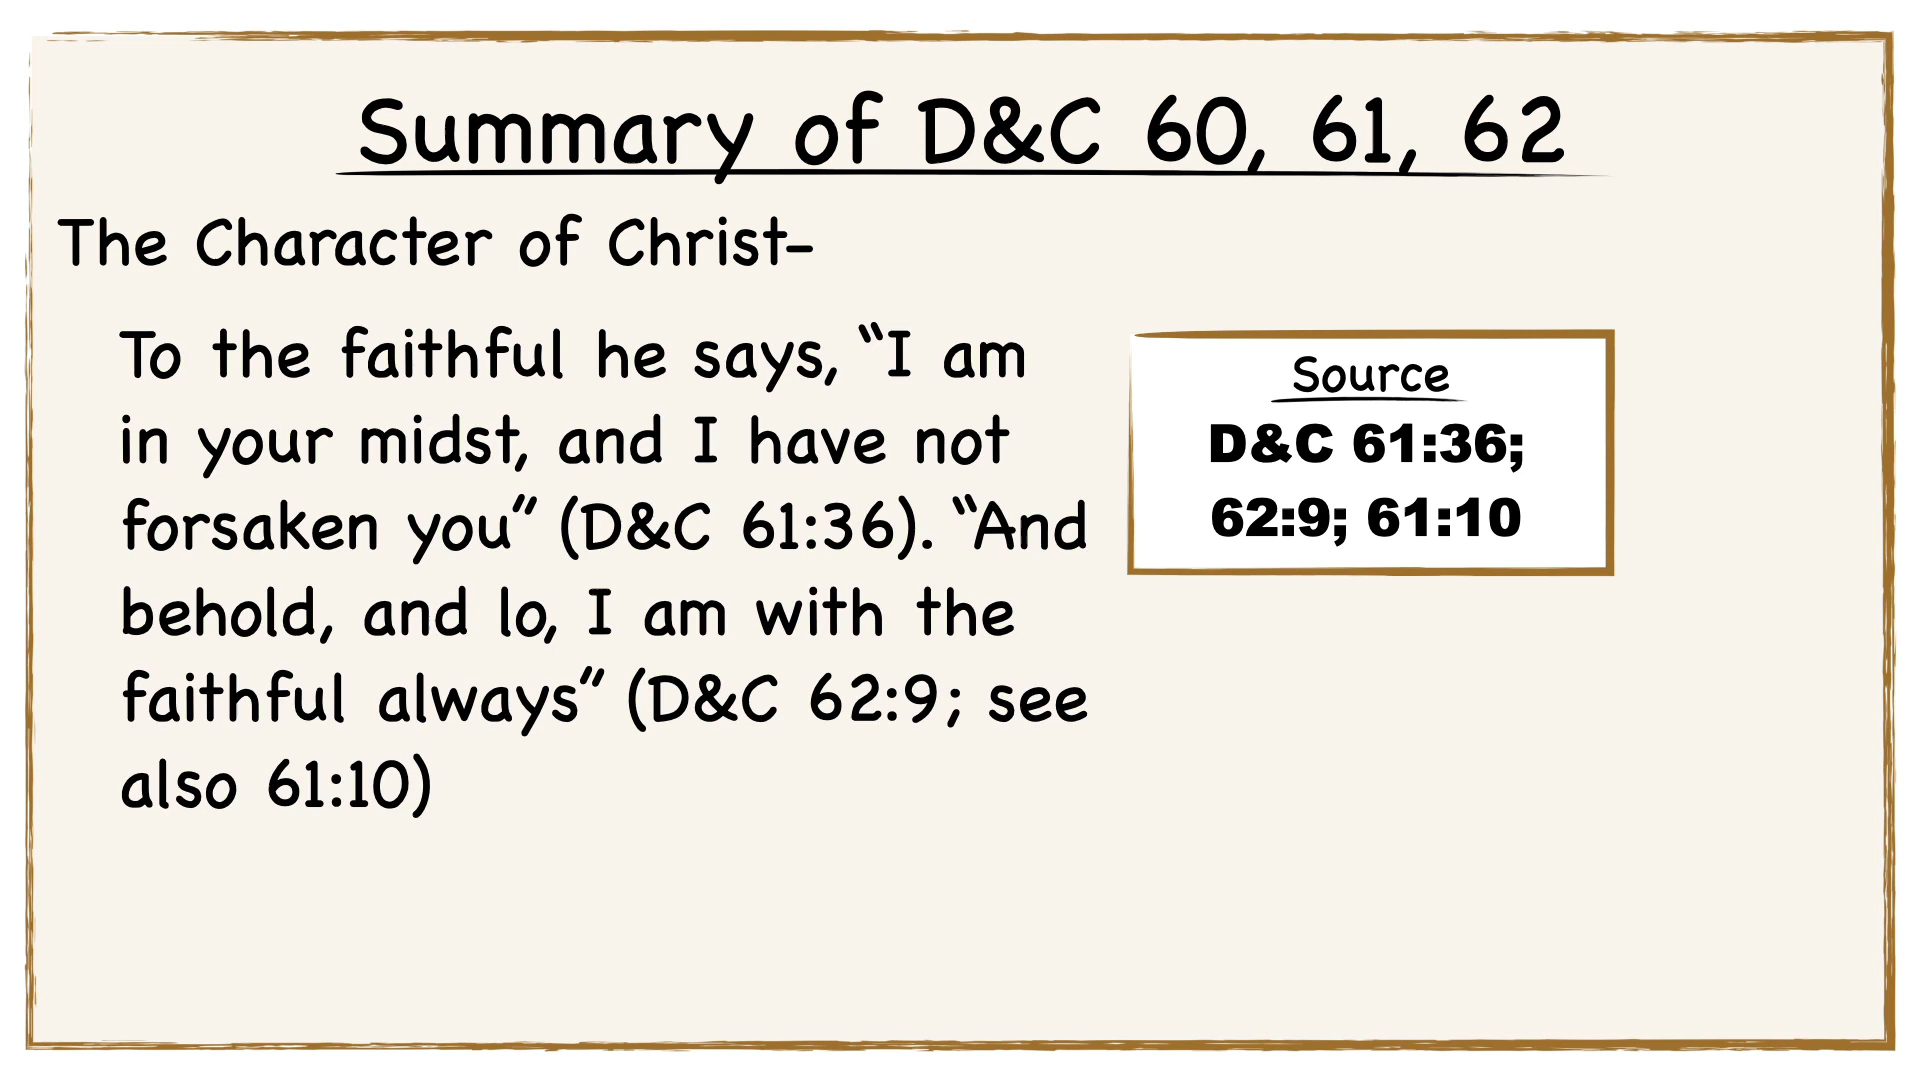 Summary of D&C 60, 61, 62
The Character of Christ–
To the faithful he says, “I am
in your midst, and I have not
forsaken you” (D&C 61:36). “And
behold, and lo, I am with the
faithful always” (D&C 62:9; see
also 61:10)
Source
D&C 61:36;
62:9; 61:10